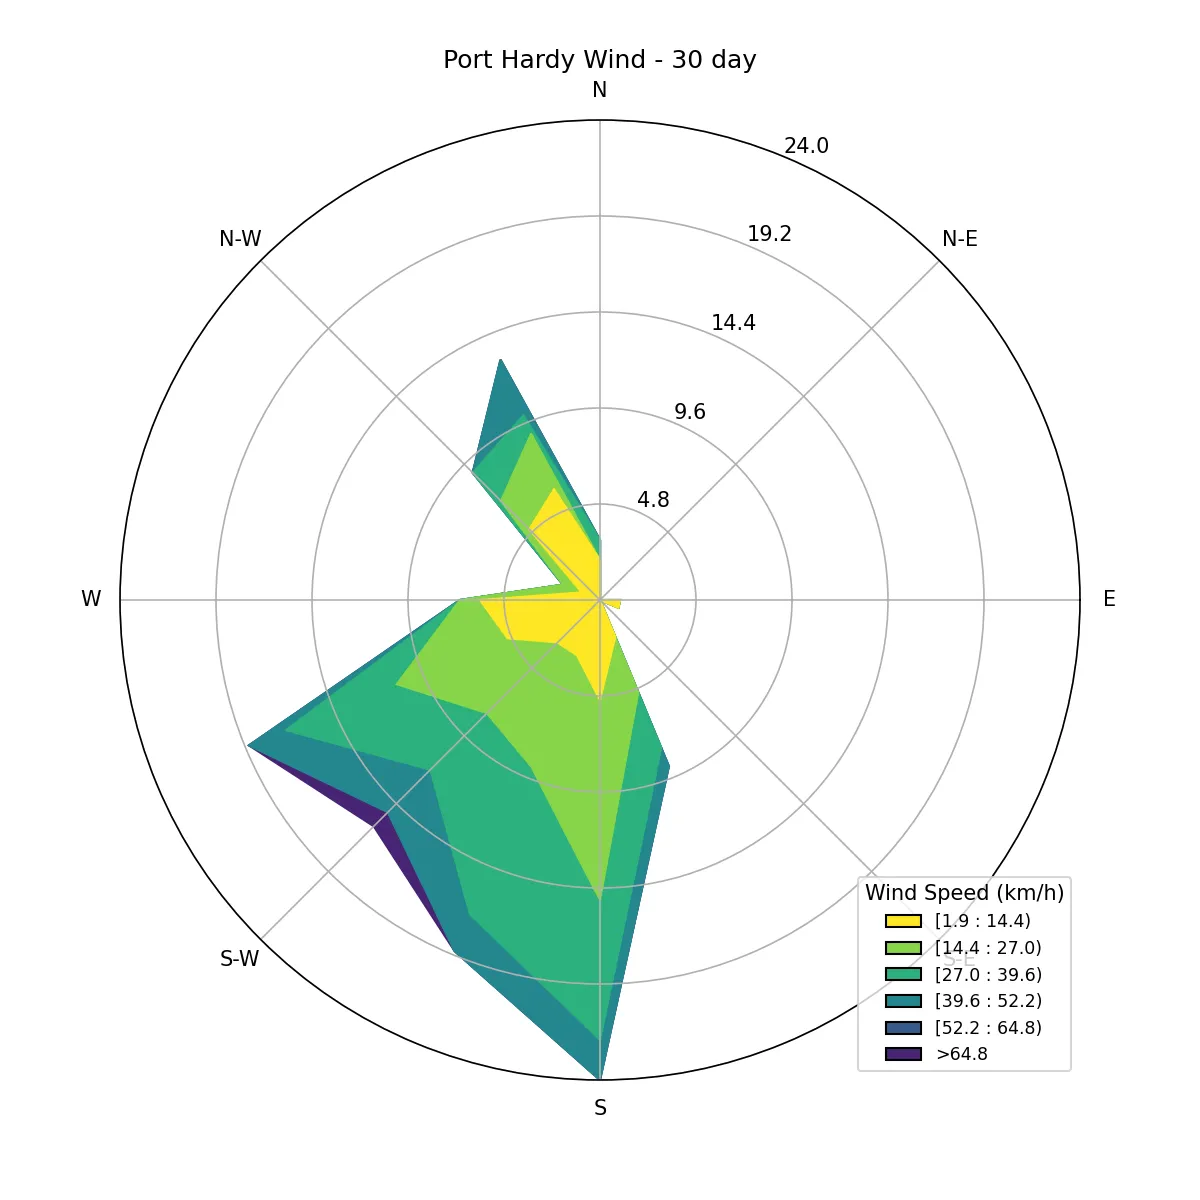 Port Hardy Wind - 30 day
N
24.0
N-W
19.2
N-E
14.4
9.6
4.8
W
E
S-W
S-E
S
Wind Speed (km/h)
[1.9 : 14.4)
[14.4 : 27.0)
[27.0 : 39.6)
[39.6 : 52.2)
[52.2 : 64.8)
>64.8